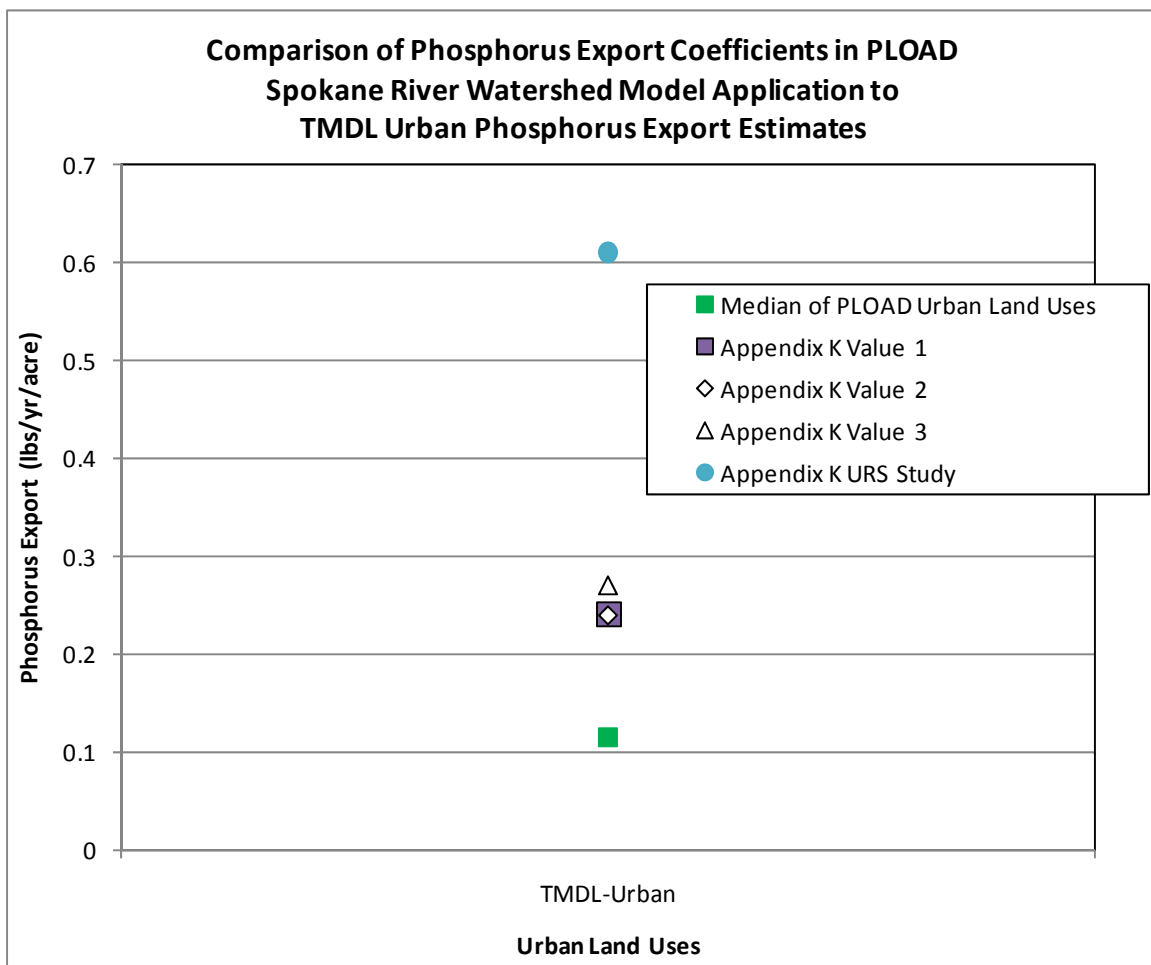 Comparison of Phosphorus Export Coefficients in PLOAD
Spokane River Watershed Model Application to
TMDL Urban Phosphorus Export Estimates
Phosphorus Export (lbs/yr/acre)
0.7
0.6
0.5
0.4
0.3
0.2
0.1
0
Median of PLOAD Urban Land Uses
Appendix K Value 1
Appendix K Value 2
Appendix K Value 3
Appendix K URS Study
TMDL-Urban
Urban Land Uses